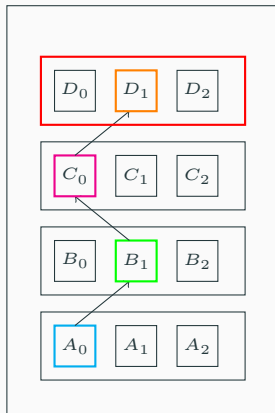 D₀ D₁ D₂
C₀ C₁ C₂
B₀ B₁ B₂
A₀ A₁ A₂